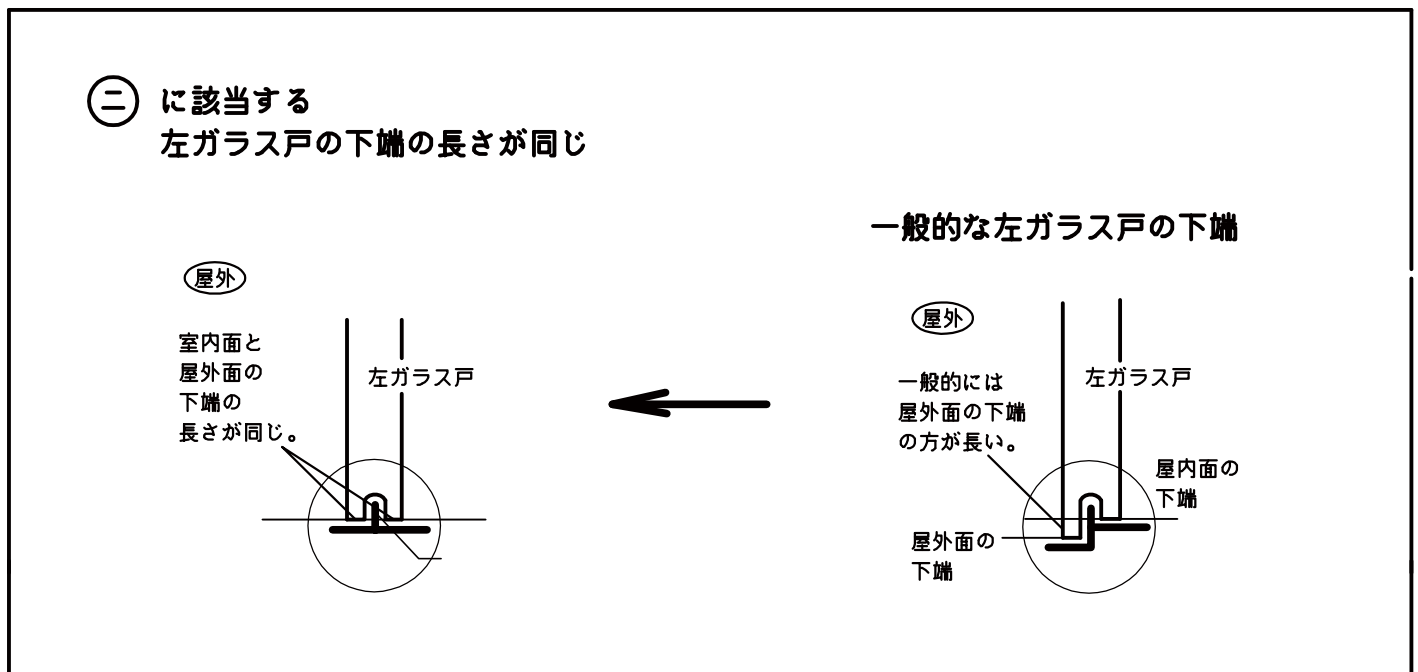 ㊁ に該当する
左ガラス戸の下端の長さが同じ
屋外
室内面と
屋外面の
下端の
長さが同じ。
左ガラス戸
一般的な左ガラス戸の下端
屋外
一般的には
屋外面の下端
の方が長い。
左ガラス戸
屋内面の
下端
屋外面の
下端